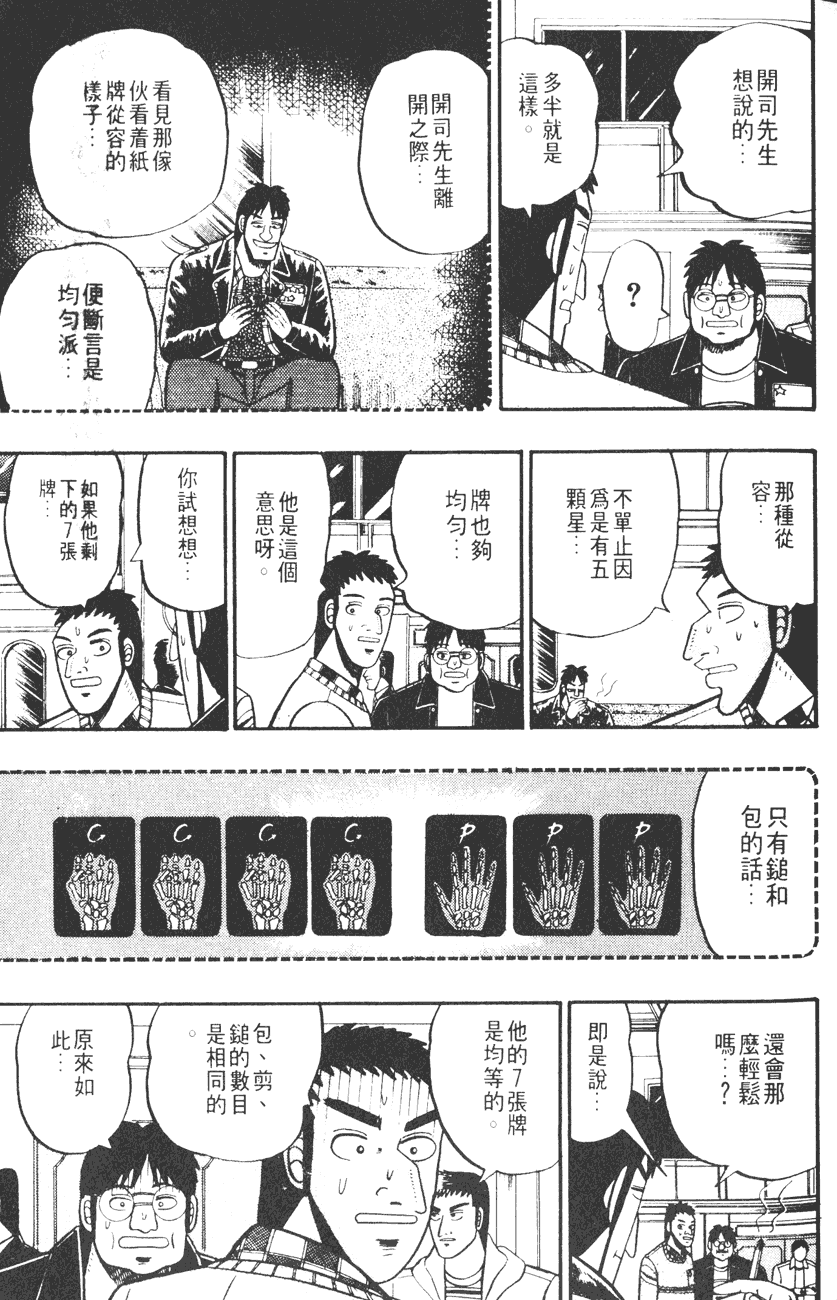 開司先生
想說的…
多半就是
這樣。
？
開司先生離
開之際…
看見那傢
伙看着紙
牌從容的
樣子…
便斷言是
均勻派…
那種從
容…
不單止因
爲是有五
顆星…
牌也夠
均勻…
他是這個
意思呀。
你試想想…
如果他剩
下的7張
牌…
只有鎚和
包的話…
G
G
G
G
P
P
P
還會那
麼輕鬆
嗎…？
即是說…
他的7張牌
是均等的。
包、剪、
鎚的數目
是相同的
。
原來如
此…